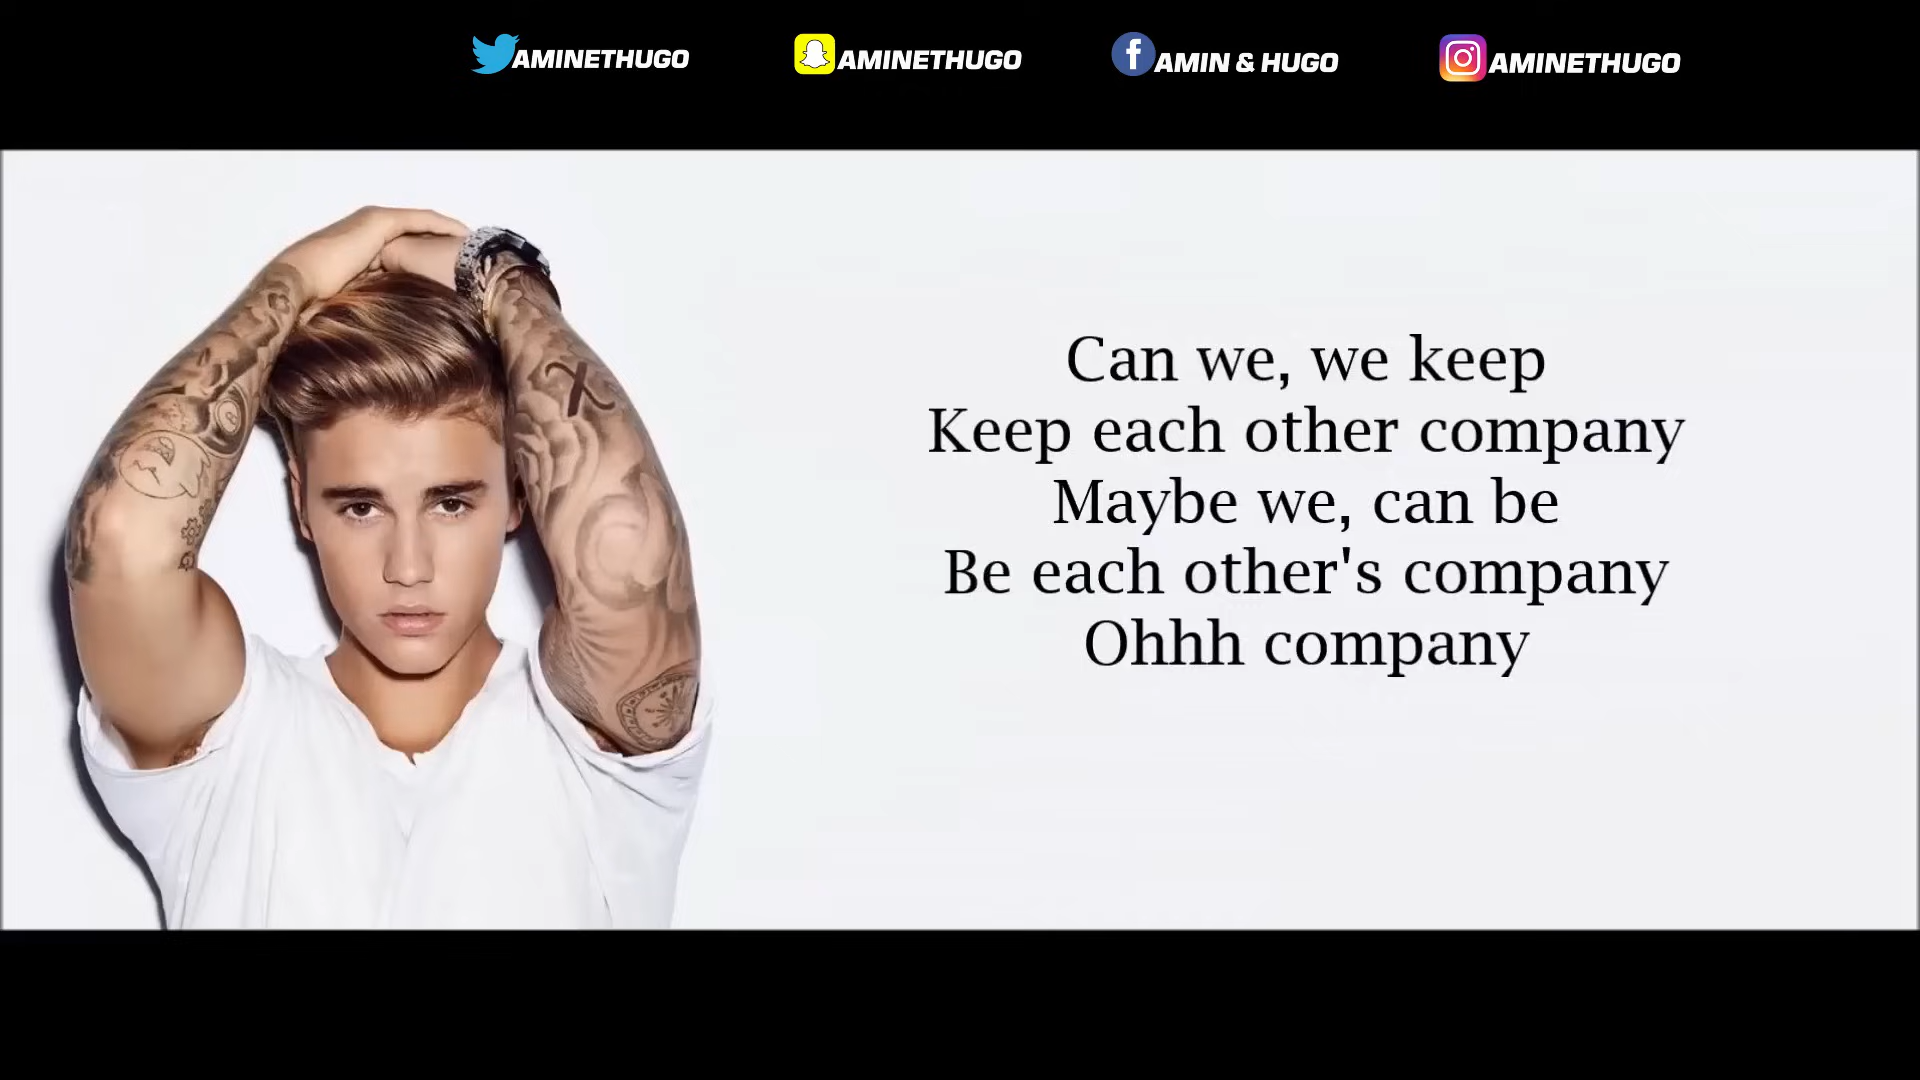 AMINETHUGO AMINETHUGO AMIN & HUGO AMINETHUGO
Can we, we keep
Keep each other company
Maybe we, can be
Be each other's company
Ohhh company